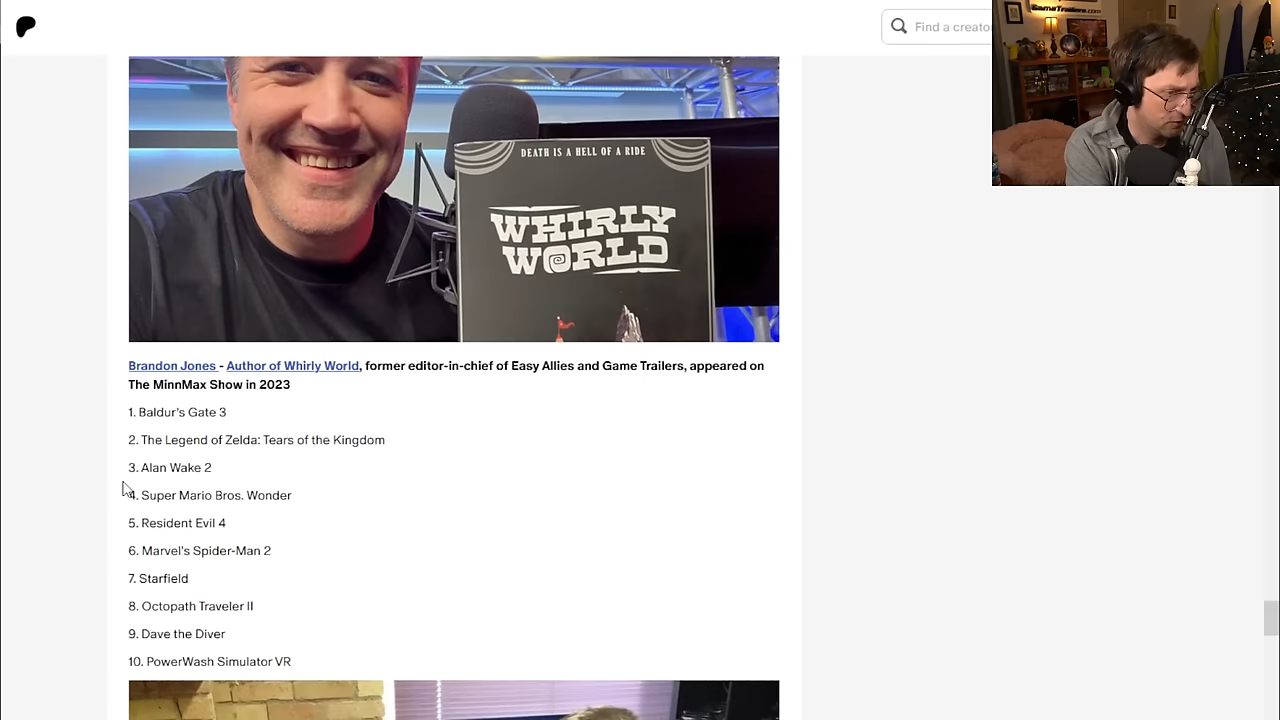 GameTrailers.com
Find a creator
DEATH IS A HELL OF A RIDE
WHIRLY
WORLD
Brandon Jones - Author of Whirly World, former editor-in-chief of Easy Allies and Game Trailers, appeared on
The MinnMax Show in 2023
1. Baldur's Gate 3
2. The Legend of Zelda: Tears of the Kingdom
3. Alan Wake 2
4. Super Mario Bros. Wonder
5. Resident Evil 4
6. Marvel's Spider-Man 2
7. Starfield
8. Octopath Traveler II
9. Dave the Diver
10. PowerWash Simulator VR